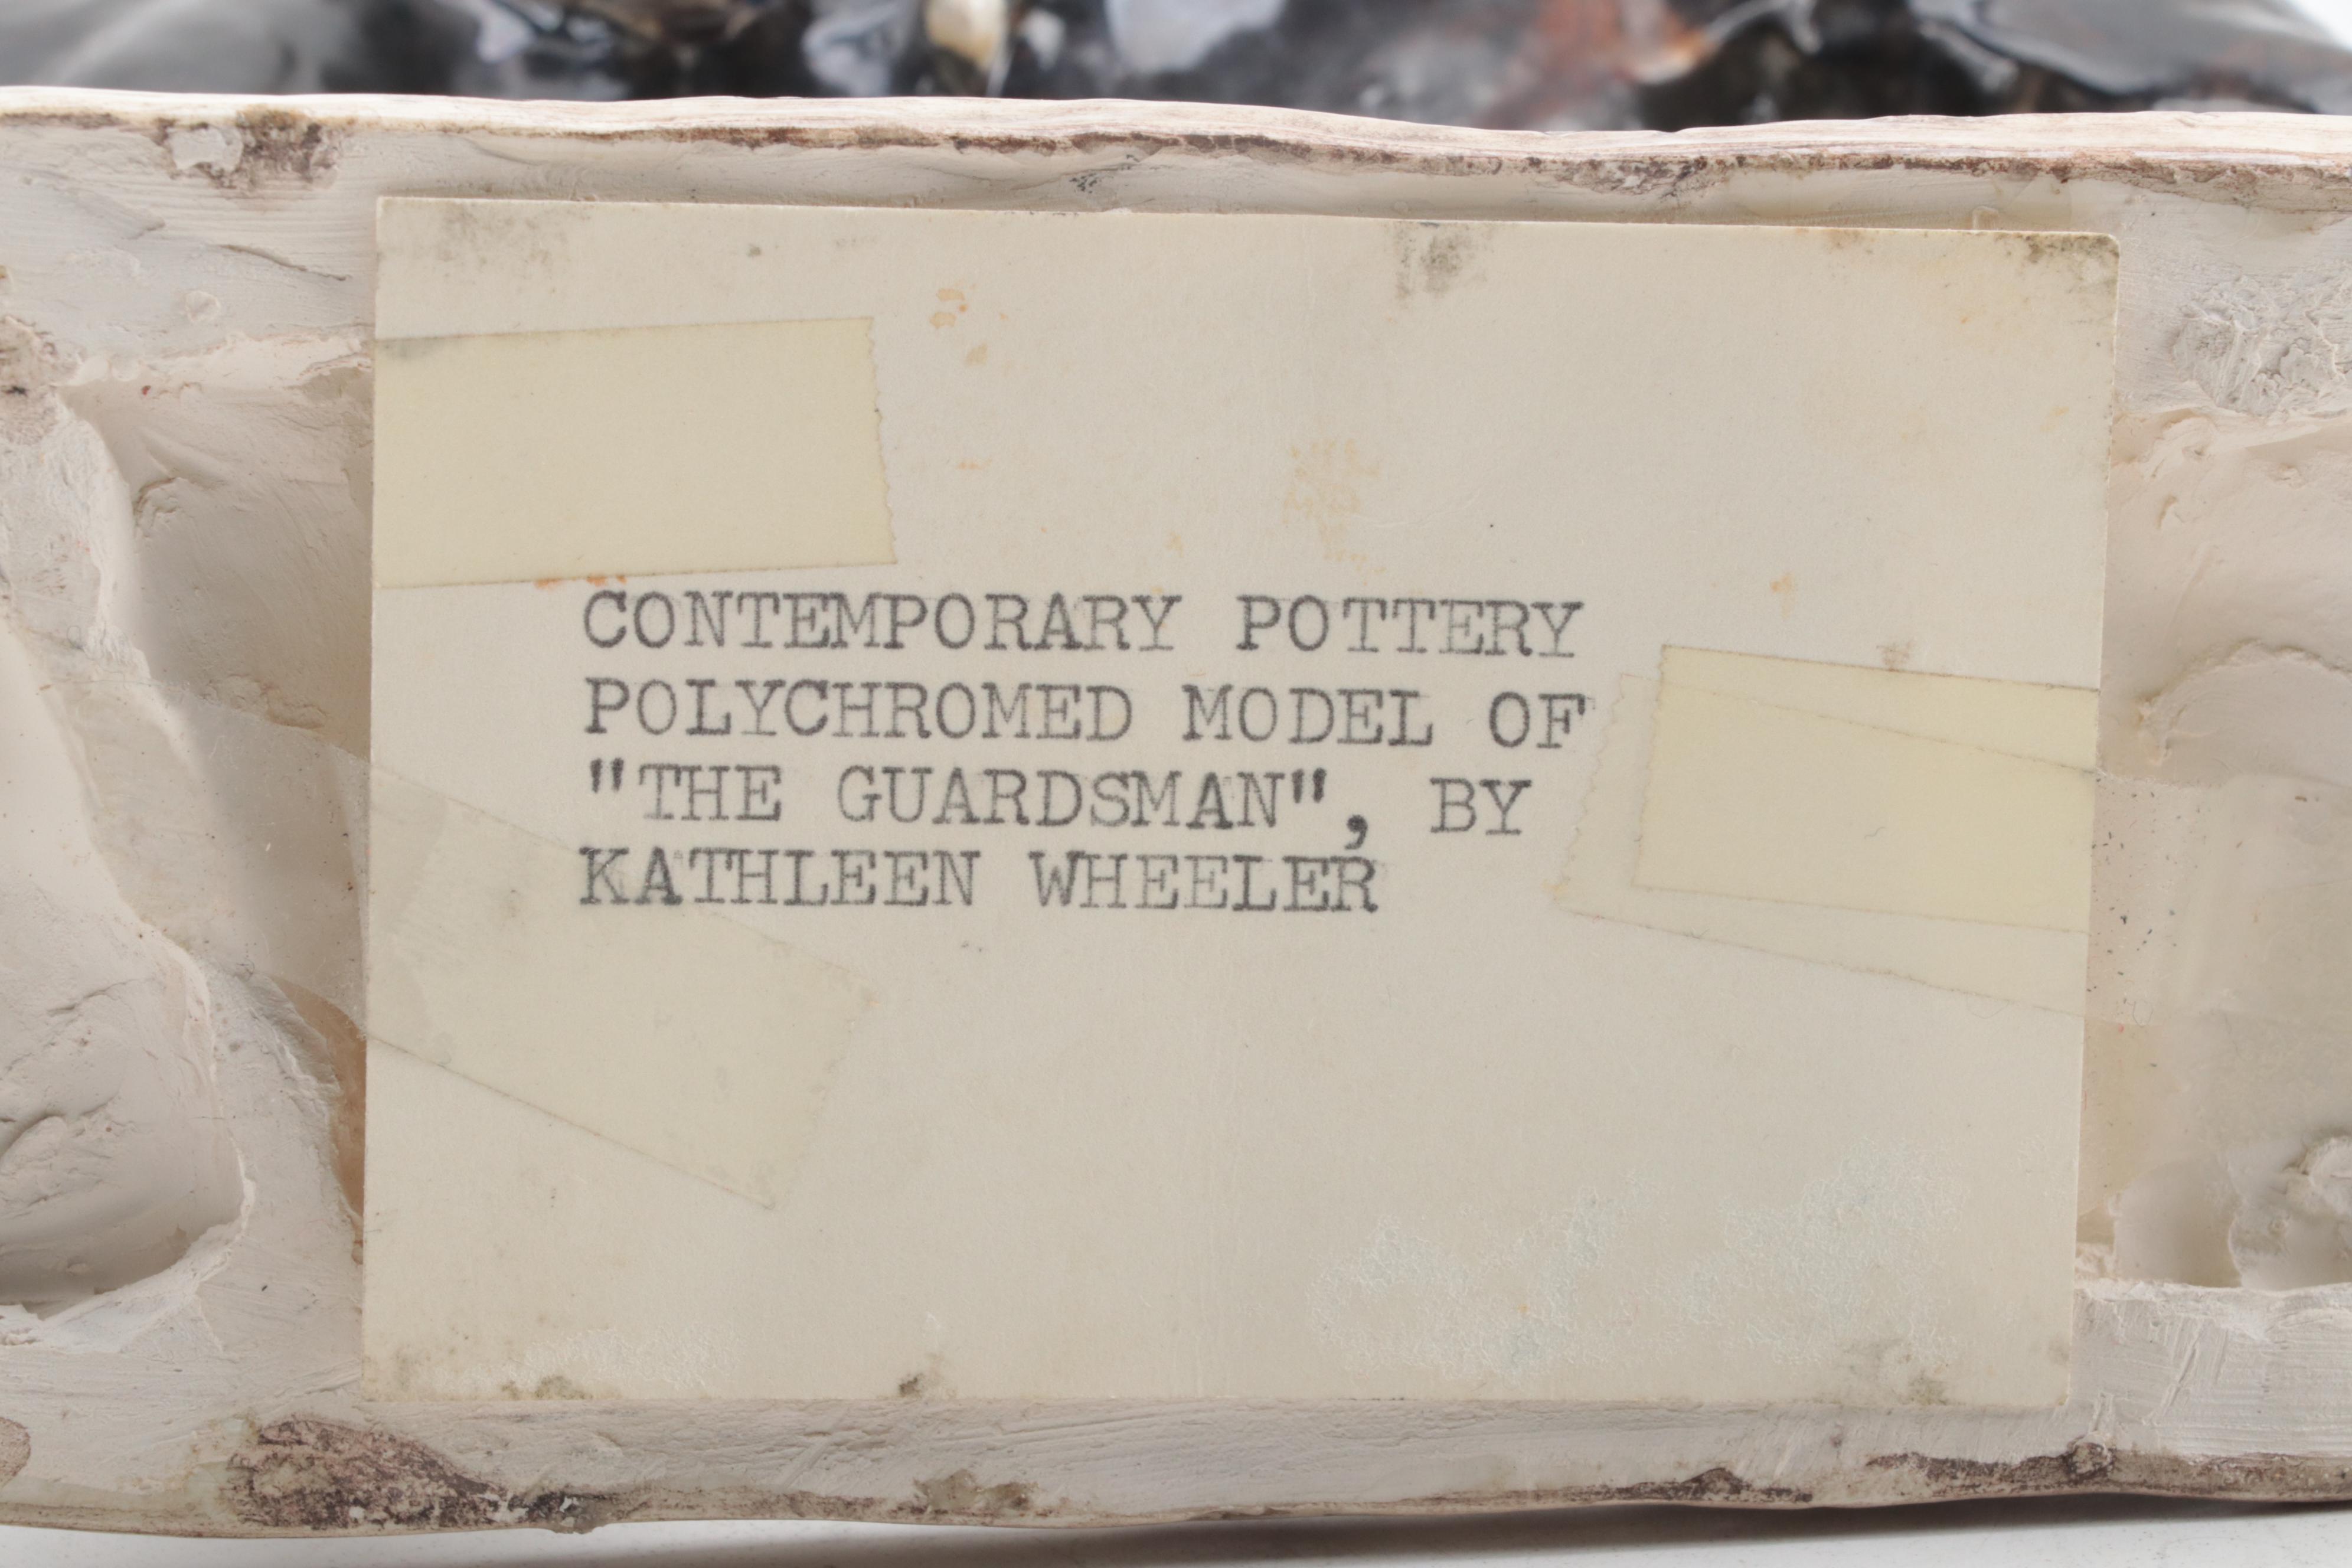 CONTEMPORARY POTTERY
POLYCHROMED MODEL OF
"THE GUARDSMAN", BY
KATHLEEN WHEELER